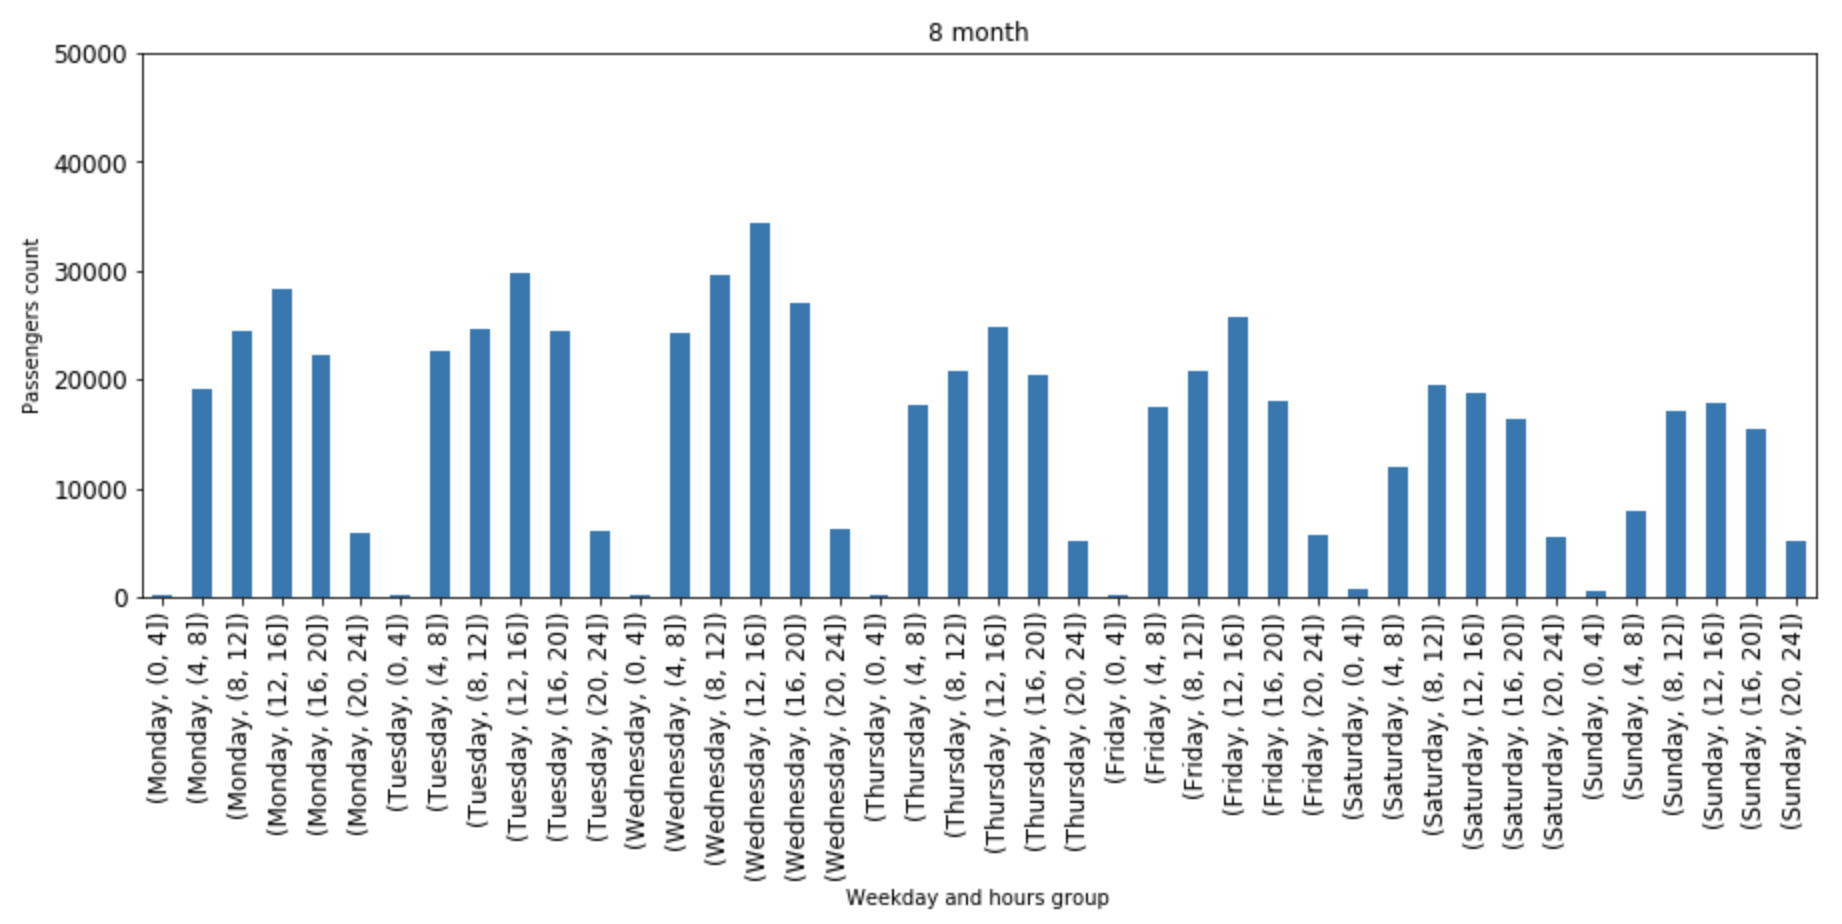 8 month
50000
40000
30000
20000
10000
0
Passengers count
(Monday, (0, 4])
(Monday, (4, 8])
(Monday, (8, 12])
(Monday, (12, 16])
(Monday, (16, 20])
(Monday, (20, 24])
(Tuesday, (0, 4])
(Tuesday, (4, 8])
(Tuesday, (8, 12])
(Tuesday, (12, 16])
(Tuesday, (16, 20])
(Tuesday, (20, 24])
(Wednesday, (0, 4])
(Wednesday, (4, 8])
(Wednesday, (8, 12])
(Wednesday, (12, 16])
(Wednesday, (16, 20])
(Wednesday, (20, 24])
(Thursday, (0, 4])
(Thursday, (4, 8])
(Thursday, (8, 12])
(Thursday, (12, 16])
(Thursday, (16, 20])
(Thursday, (20, 24])
(Friday, (0, 4])
(Friday, (4, 8])
(Friday, (8, 12])
(Friday, (12, 16])
(Friday, (16, 20])
(Friday, (20, 24])
(Saturday, (0, 4])
(Saturday, (4, 8])
(Saturday, (8, 12])
(Saturday, (12, 16])
(Saturday, (16, 20])
(Saturday, (20, 24])
(Sunday, (0, 4])
(Sunday, (4, 8])
(Sunday, (8, 12])
(Sunday, (12, 16])
(Sunday, (16, 20])
(Sunday, (20, 24])
Weekday and hours group